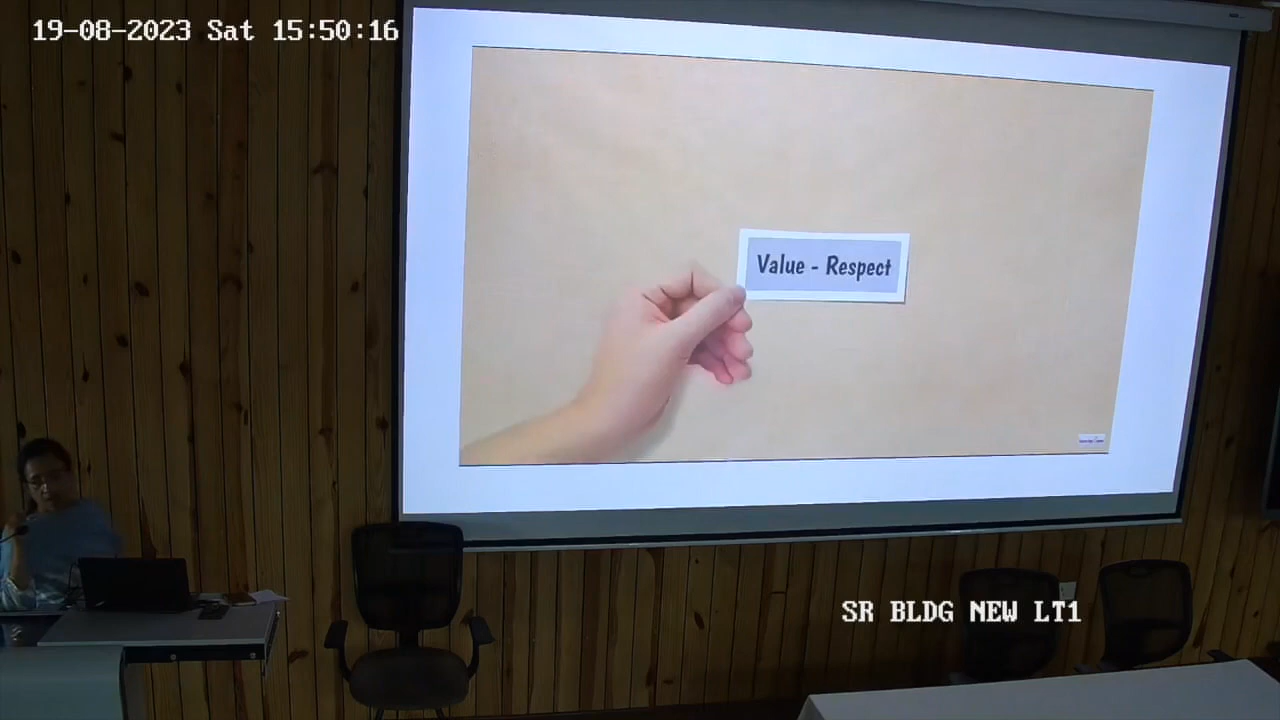 19-08-2023 Sat 15:50:16
Value - Respect
SR BLDG NEW LT1